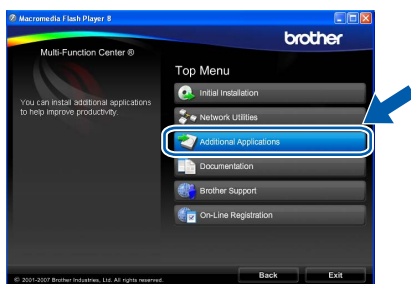 Macromedia Flash Player 8
brother
Multi-Function Center ®
Top Menu
You can install additional applications
to help improve productivity.
Initial Installation
Network Utilities
Additional Applications
Documentation
Brother Support
On-Line Registration
© 2001-2007 Brother Industries, Ltd. All rights reserved.
Back
Exit